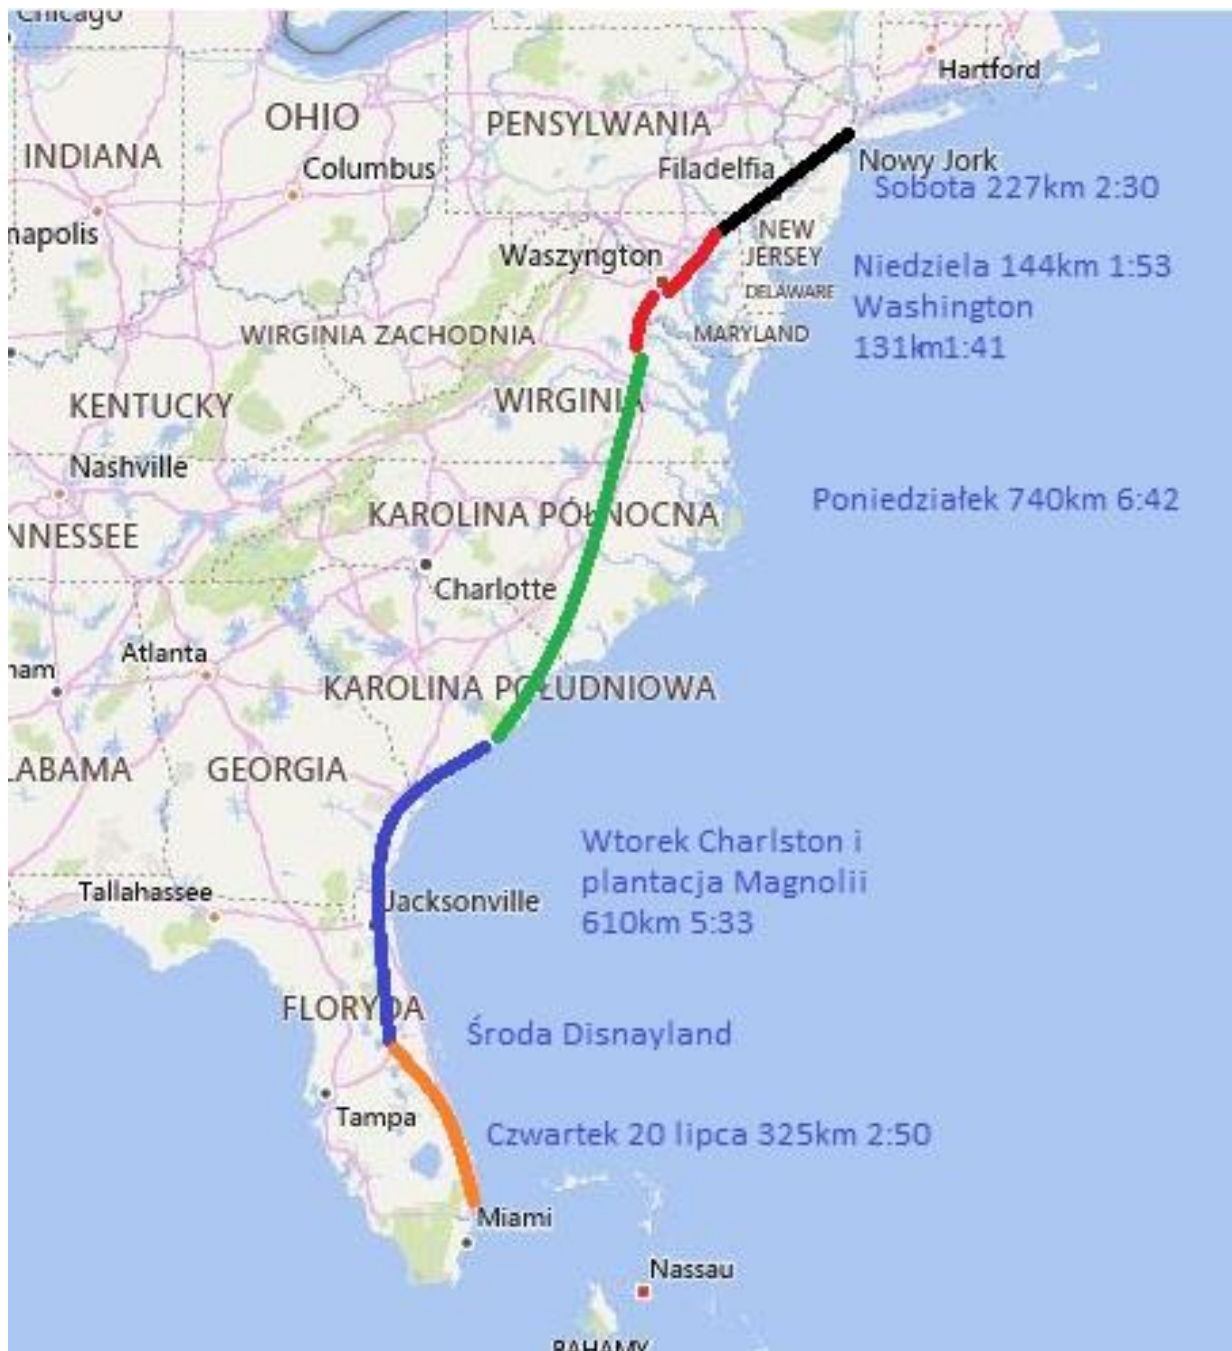 Chicago
Hartford
OHIO
PENSYLWANIA
INDIANA
Columbus
Filadelfia
Nowy Jork
Sobota 227km 2:30
napolis
NEW
JERSEY
Waszyngton
Niedziela 144km 1:53
DELAWARE
Washington
WIRGINIA ZACHODNIA
MARYLAND
131km1:41
KENTUCKY
WIRGINIA
Nashville
Poniedziałek 740km 6:42
KAROLINA PÓŁNOCNA
NNESSEE
Charlotte
Atlanta
ham
KAROLINA POŁUDNIOWA
LABAMA
GEORGIA
Wtorek Charlston i
plantacja Magnolii
610km 5:33
Tallahassee
Jacksonville
FLORYDA
Środa Disnayland
Tampa
Czwartek 20 lipca 325km 2:50
Miami
Nassau
BAHAMY